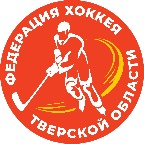 ФЕДЕРАЦИЯ ХОККЕЯ
ТВЕРСКОЙ ОБЛАСТИ